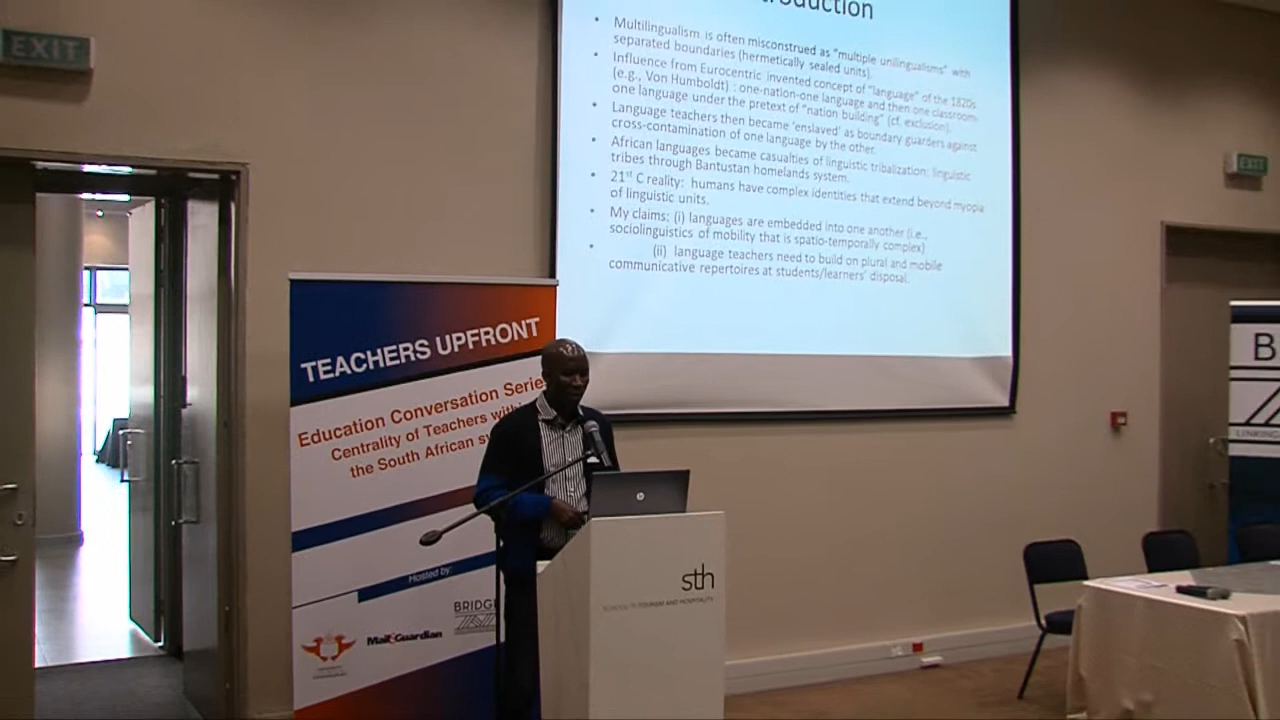 EXIT
troduction
• Multilingualism is often misconstrued as "multiple unilingualisms" with
separated boundaries (hermetically sealed units).
• Influence from Eurocentric invented concept of "language" of the 1820s
(e.g., Von Humboldt) : one-nation-one language and then one classroom-
one language under the pretext of "nation building" (cf. exclusion).
• Language teachers then became 'enslaved' as boundary guarders against
cross-contamination of one language by the other.
• African languages became casualties of linguistic tribalization: linguistic
tribes through Bantustan homelands system.
• 21st C reality: humans have complex identities that extend beyond myopia
of linguistic units.
• My claims: (i) languages are embedded into one another (i.e.,
sociolinguistics of mobility that is spatio-temporally complex)
• (ii) language teachers need to build on plural and mobile
communicative repertoires at students/learners' disposal.
EXIT
TEACHERS UPFRONT
Education Conversation Serie
Centrality of Teachers with
the South African sy
Hosted by:
BRIDG
Mail&Guardian
hp
sth
SCHOOL OF TOURISM AND HOSPITALITY
B
LINKING